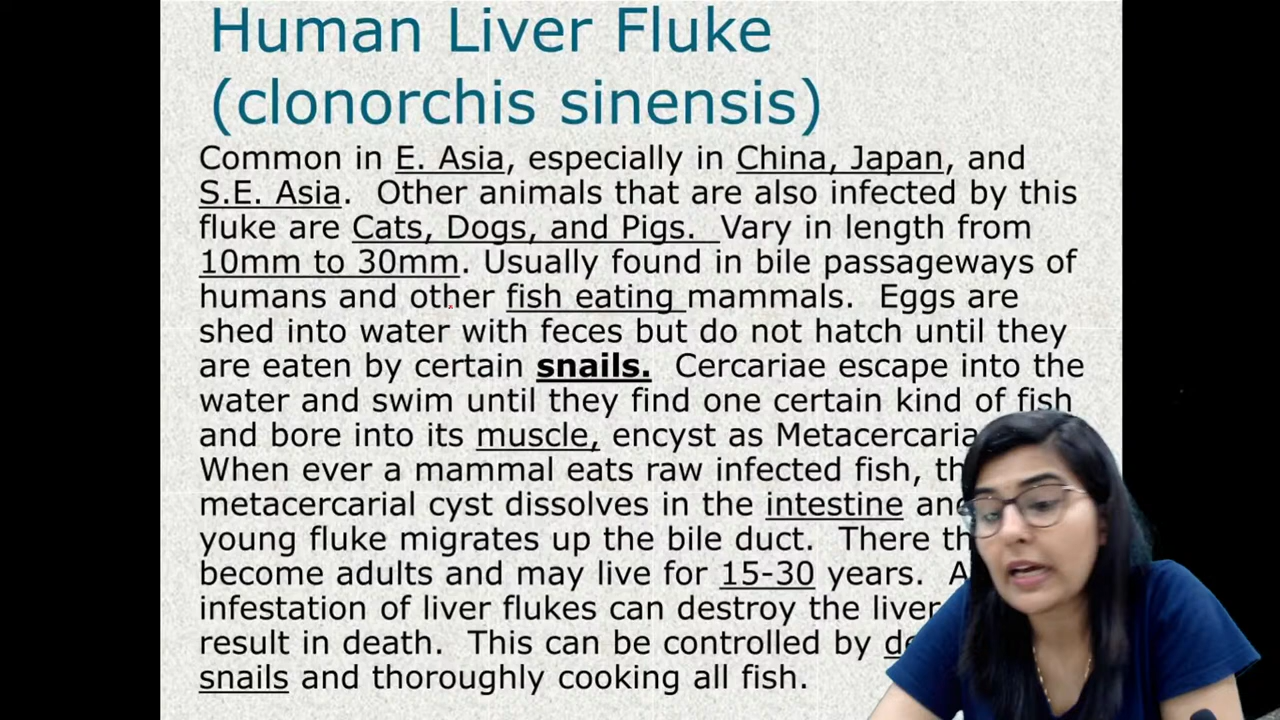 Human Liver Fluke
(clonorchis sinensis)
Common in E. Asia, especially in China, Japan, and
S.E. Asia. Other animals that are also infected by this
fluke are Cats, Dogs, and Pigs. Vary in length from
10mm to 30mm. Usually found in bile passageways of
humans and other fish eating mammals. Eggs are
shed into water with feces but do not hatch until they
are eaten by certain snails. Cercariae escape into the
water and swim until they find one certain kind of fish
and bore into its muscle, encyst as
When ever a mammal eats raw infected fish,
metacercarial cyst dissolves in the intestine
young fluke migrates up the bile duct. There
become adults and may live for 15-30 years.
infestation of liver flukes can destroy the liver
result in death. This can be controlled by
snails and thoroughly cooking all fish.